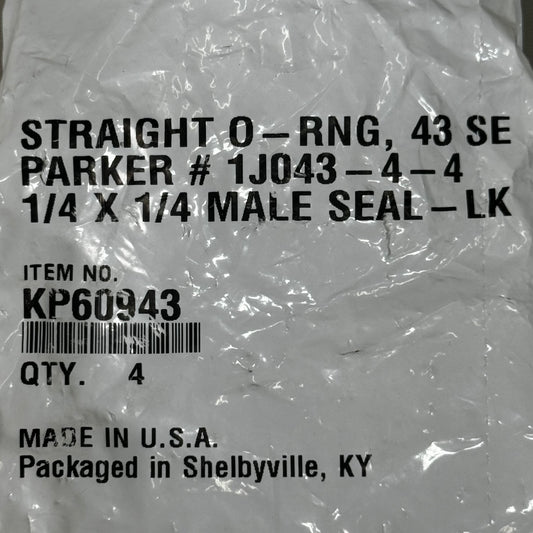 STRAIGHT O-RNG, 43 SE
PARKER # 1J043-4-4
1/4 X 1/4 MALE SEAL-LK
ITEM NO.
KP60943
QTY. 4
MADE IN U.S.A.
Packaged in Shelbyville, KY